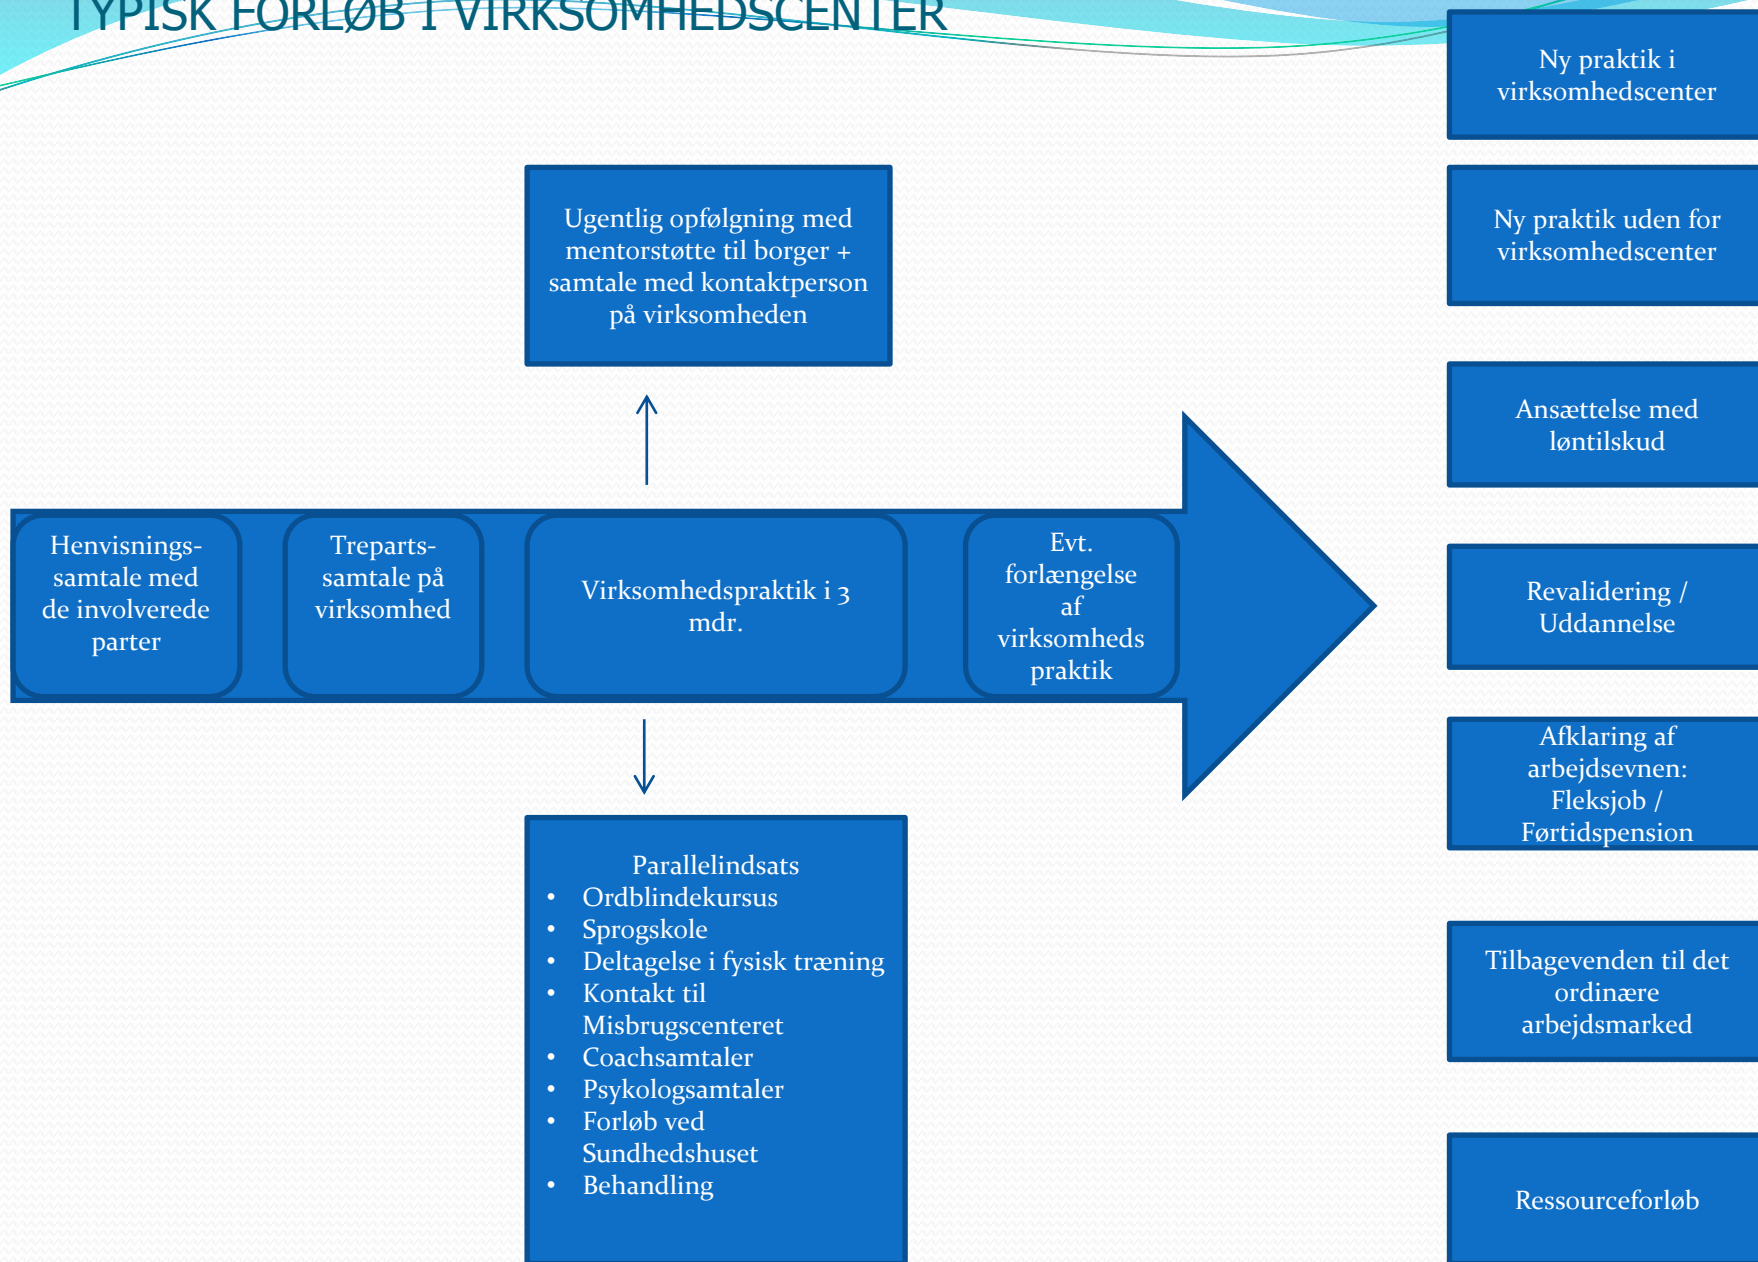 TYPISK FORLØB I VIRKSOMHEDSCENTER
Ugentlig opfølgning med
mentorstøtte til borger +
samtale med kontaktperson
på virksomheden
Henvisnings-
samtale med
de involverede
parter
Treparts-
samtale på
virksomhed
Virksomhedspraktik i 3
mdr.
Evt.
forlængelse
af
virksomheds
praktik
Parallelindsats
• Ordblindekursus
• Sprogskole
• Deltagelse i fysisk træning
• Kontakt til
Misbrugscenteret
• Coachsamtaler
• Psykologsamtaler
• Forløb ved
Sundhedshuset
• Behandling
Ny praktik i
virksomhedscenter
Ny praktik uden for
virksomhedscenter
Ansættelse med
løntilskud
Revalidering /
Uddannelse
Afklaring af
arbejdsevnen:
Fleksjob /
Førtidspension
Tilbagevenden til det
ordinære
arbejdsmarked
Ressourceforløb